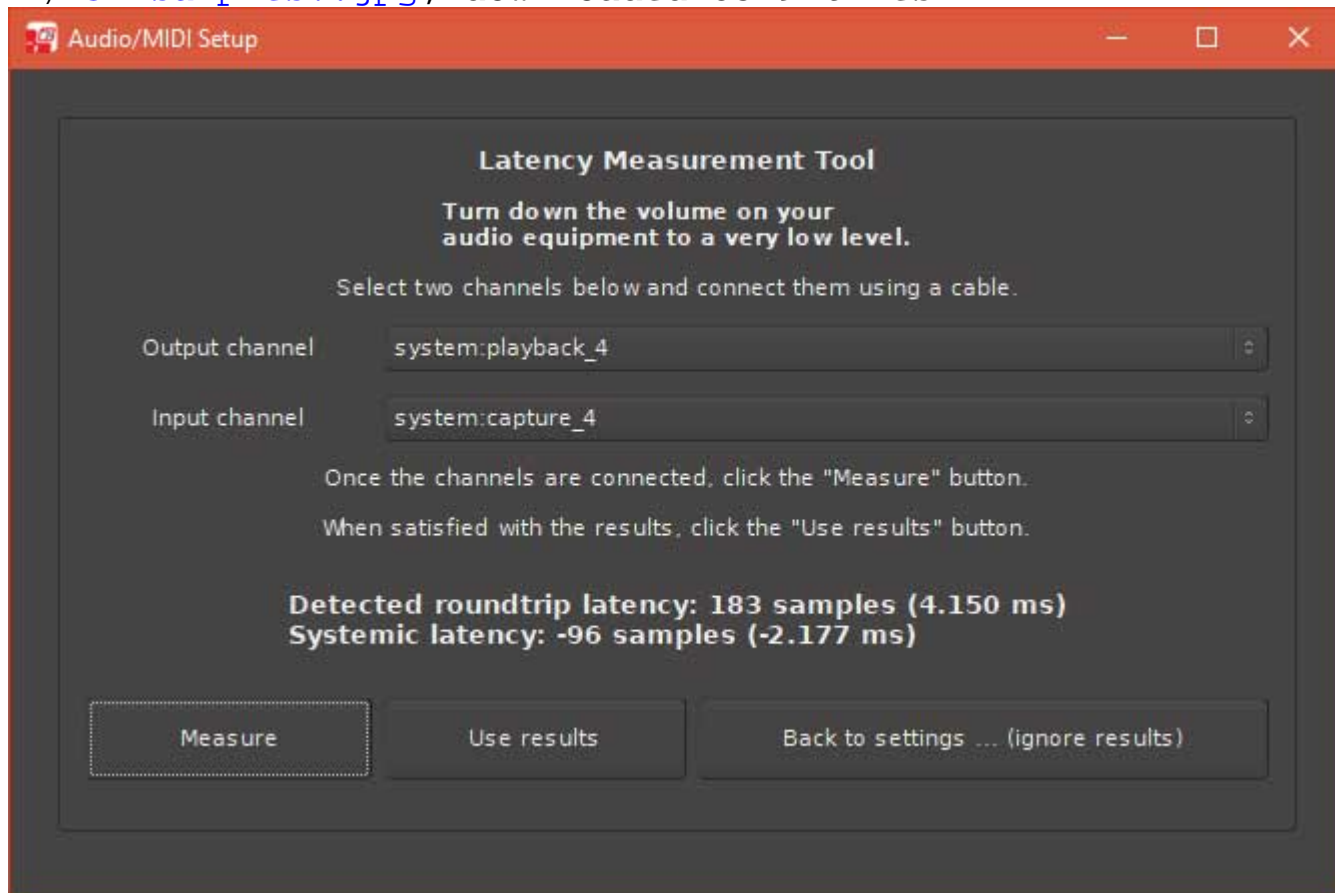 Audio/MIDI Setup
Latency Measurement Tool
Turn down the volume on your
audio equipment to a very low level.
Select two channels below and connect them using a cable.
Output channel system:playback_4
Input channel system:capture_4
Once the channels are connected, click the "Measure" button.
When satisfied with the results, click the "Use results" button.
Detected roundtrip latency: 183 samples (4.150 ms)
Systemic latency: -96 samples (-2.177 ms)
Measure Use results Back to settings ... (ignore results)